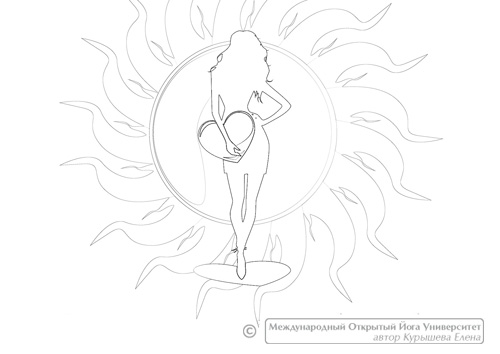 © Международный Открытый Йога Университет
автор Курышева Елена